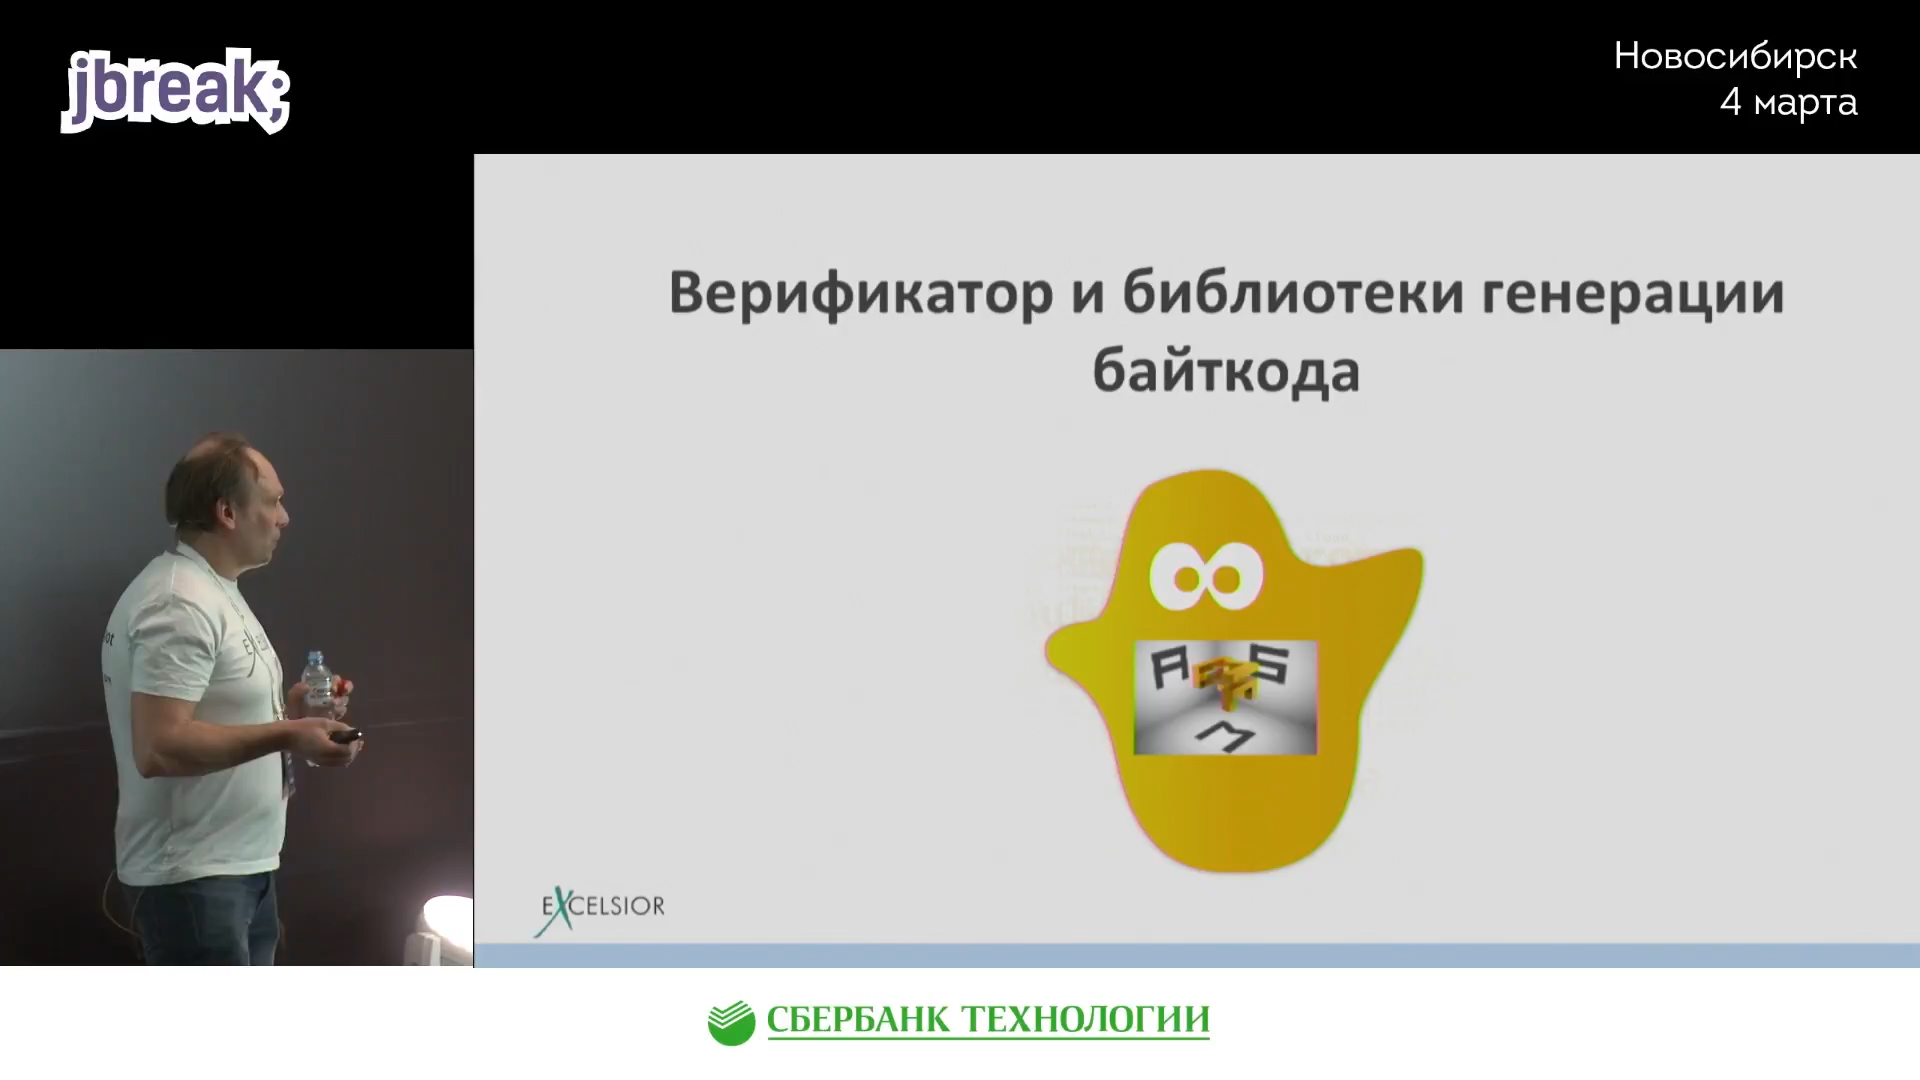 jbreak;
Новосибирск
4 марта
Верификатор и библиотеки генерации
байткода
ASM
EXCELSIOR
СБЕРБАНК ТЕХНОЛОГИИ